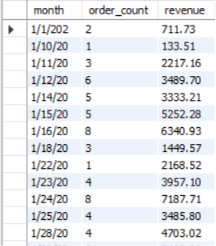 month order_count revenue
1/1/202 2 711.73
1/10/20 1 133.51
1/11/20 3 2217.16
1/12/20 6 3489.70
1/14/20 5 3333.21
1/15/20 5 5252.28
1/16/20 8 6340.93
1/18/20 3 1449.57
1/22/20 1 2168.52
1/23/20 4 3957.10
1/24/20 8 7187.71
1/25/20 4 3485.80
1/28/20 4 4703.02